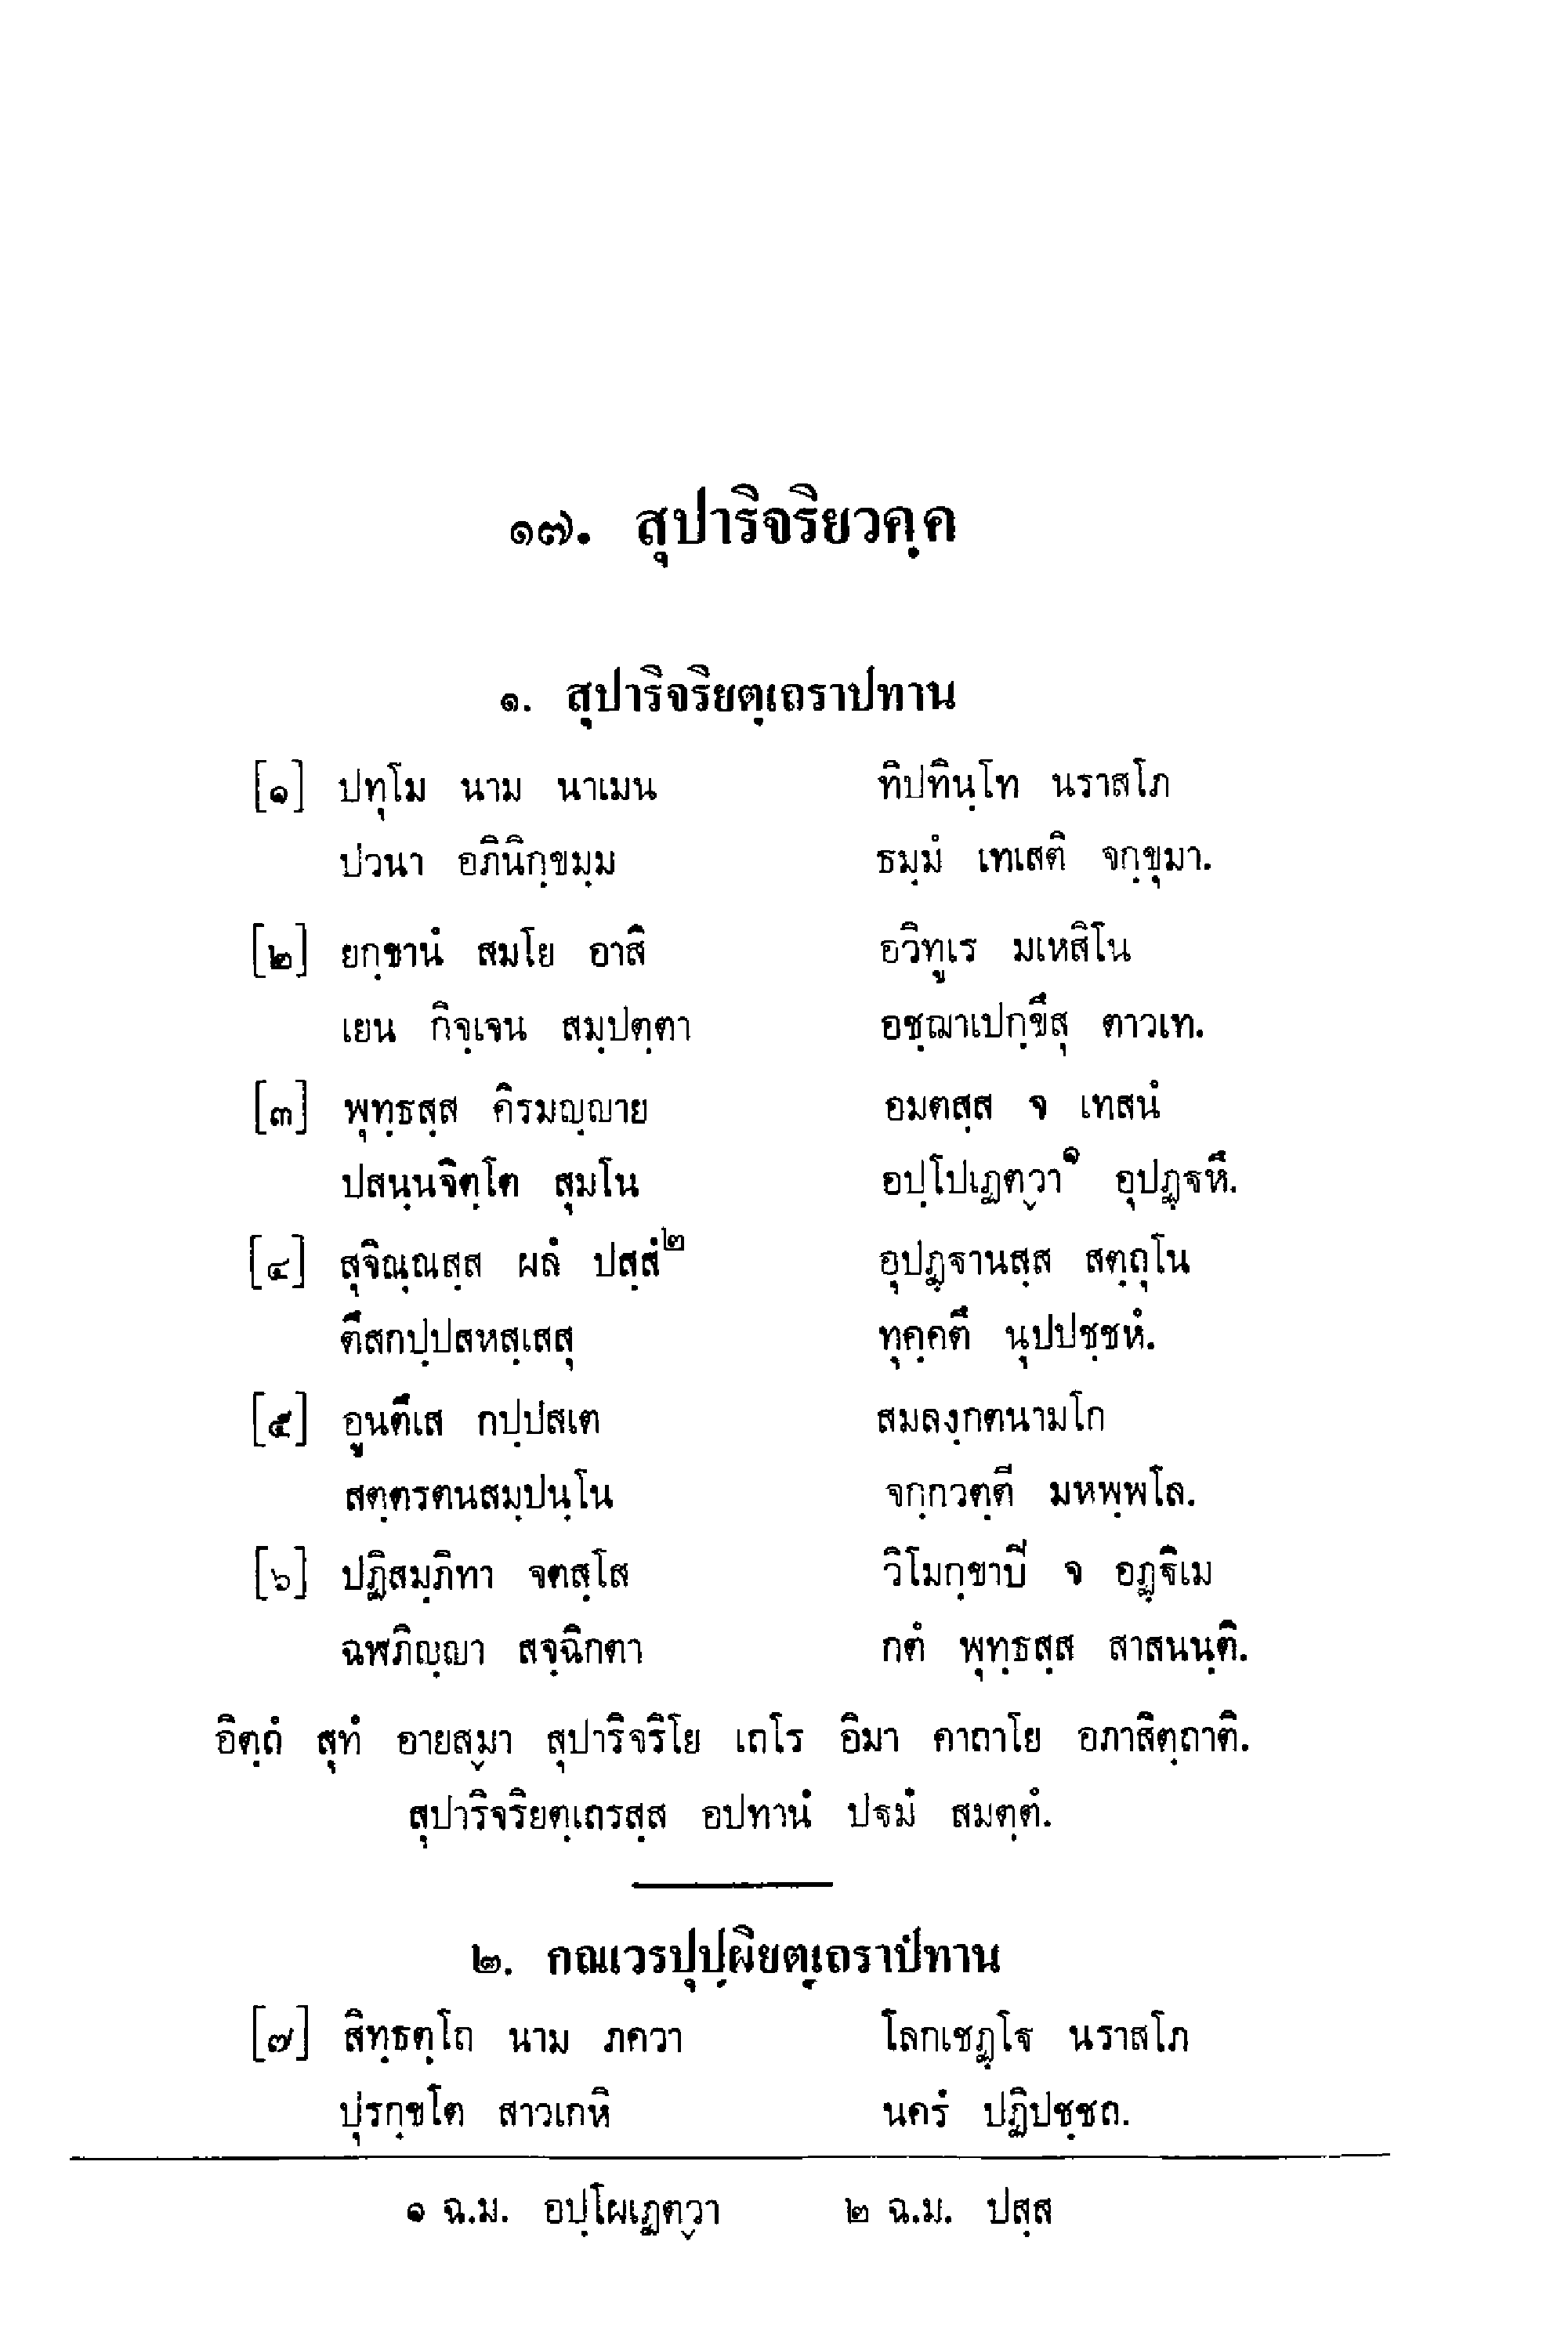 ๑๗. สุปาริจริยวคฺค
๑. สุปาริจริยตฺเถราปทาน
[๑] ปทุโม นาม นาเมน ทิปทินฺโท นราสโภ
ปวนา อภินิกฺขมฺม ธมฺมํ เทเสติ จกฺขุมา.
[๒] ยกฺขานํ สมโย อาสิ อวิทูเร มเหสิโน
เยน กิจฺเจน สมฺปตฺตา อชฺฌาเปกฺขึสุ ตาวเท.
[๓] พุทฺธสฺส คิรมญฺญาย อมตสฺส จ เทสนํ
ปสนฺนจิตฺโต สุมโน อปฺโปเฏตฺวา๑ อุปฏฺฐหึ.
[๔] สุจิณฺณสฺส ผลํ ปสฺสํ๒ อุปฏฺฐานสฺส สตฺถุโน
ตึสกปฺปสหสฺเสสุ ทุคฺคตึ นุปปชฺชหํ.
[๕] อูนตึเส กปฺปสเต สมลงฺกตนามโก
สตฺตรตนสมฺปนฺโน จกฺกวตฺตี มหพฺพโล.
[๖] ปฏิสมฺภิทา จตสฺโส วิโมกฺขาปี จ อฏฺฐิเม
ฉฬภิญฺญา สจฺฉิกตา กตํ พุทฺธสฺส สาสนนฺติ.
อิตฺถํ สุทํ อายสฺมา สุปาริจริโย เถโร อิมา คาถาโย อภาสิตฺถาติ.
สุปาริจริยตฺเถรสฺส อปทานํ ปฐมํ สมตฺตํ.
๒. กณเวรปุปฺผิยตฺเถราปทาน
[๗] สิทฺธตฺโถ นาม ภควา โลกเชฏฺโฐ นราสโภ
ปุรกฺขโต สาวเกหิ นครํ ปฏิปชฺชถ.
๑ ฉ.ม. อปฺโผเฏตฺวา ๒ ฉ.ม. ปสฺส